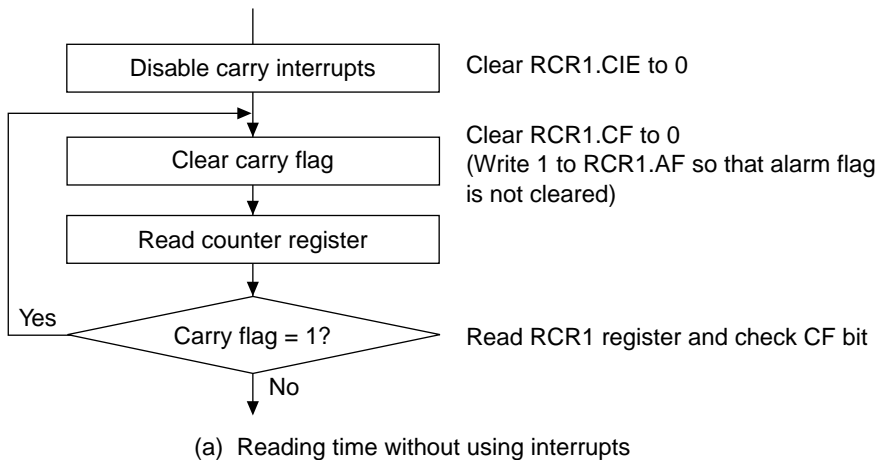 Disable carry interrupts
Clear RCR1.CIE to 0
Clear carry flag
Clear RCR1.CF to 0
(Write 1 to RCR1.AF so that alarm flag
is not cleared)
Read counter register
Yes
Carry flag = 1?
Read RCR1 register and check CF bit
No
(a) Reading time without using interrupts